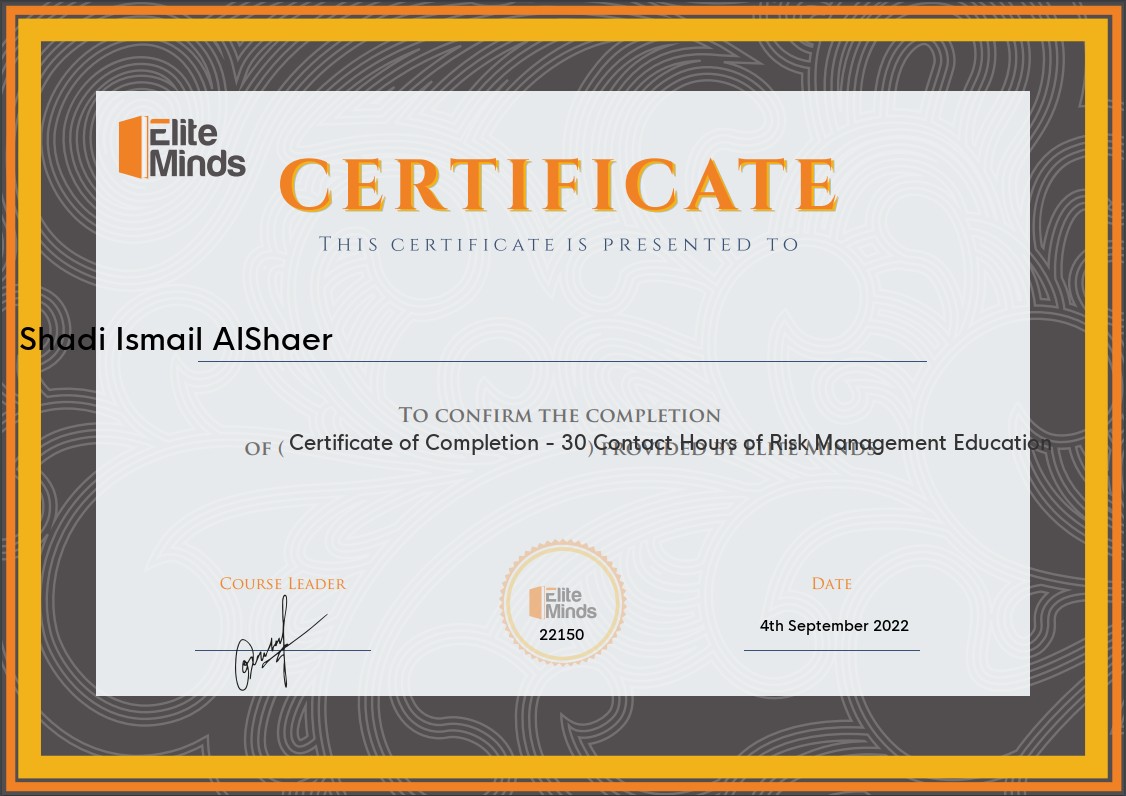 Elite
Minds
CERTIFICATE
THIS CERTIFICATE IS PRESENTED TO
Shadi Ismail AlShaer
TO CONFIRM THE COMPLETION
OF ( Certificate of Completion - 30 Contact Hours of Risk Management Education
) PROVIDED BY ELITE MINDS
COURSE LEADER
DATE
Elite
Minds
22150
4th September 2022